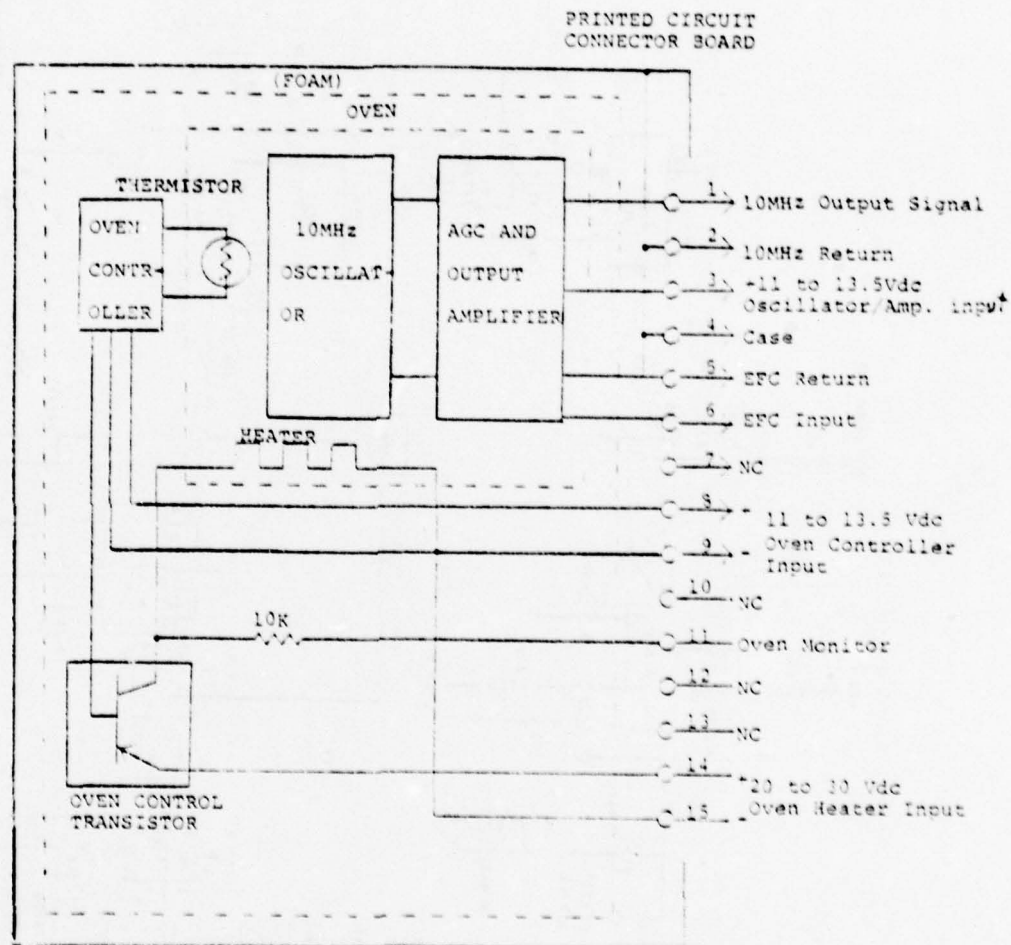 PRINTED CIRCUIT
CONNECTOR BOARD
(FOAM)
OVEN
THERMISTOR
OVEN
CONTR
OLLER
10MHz
OSCILLAT
OR
AGC AND
OUTPUT
AMPLIFIER
HEATER
1 10MHz Output Signal
2 10MHz Return
3 +11 to 13.5Vdc
Oscillator/Amp. input
4 Case
5 EFC Return
6 EFC Input
7 NC
8 +
11 to 13.5 Vdc
9 - Oven Controller
Input
10 NC
10K
11 Oven Monitor
12 NC
13 NC
14 +
20 to 30 Vdc
Oven Heater Input
15 -
OVEN CONTROL
TRANSISTOR